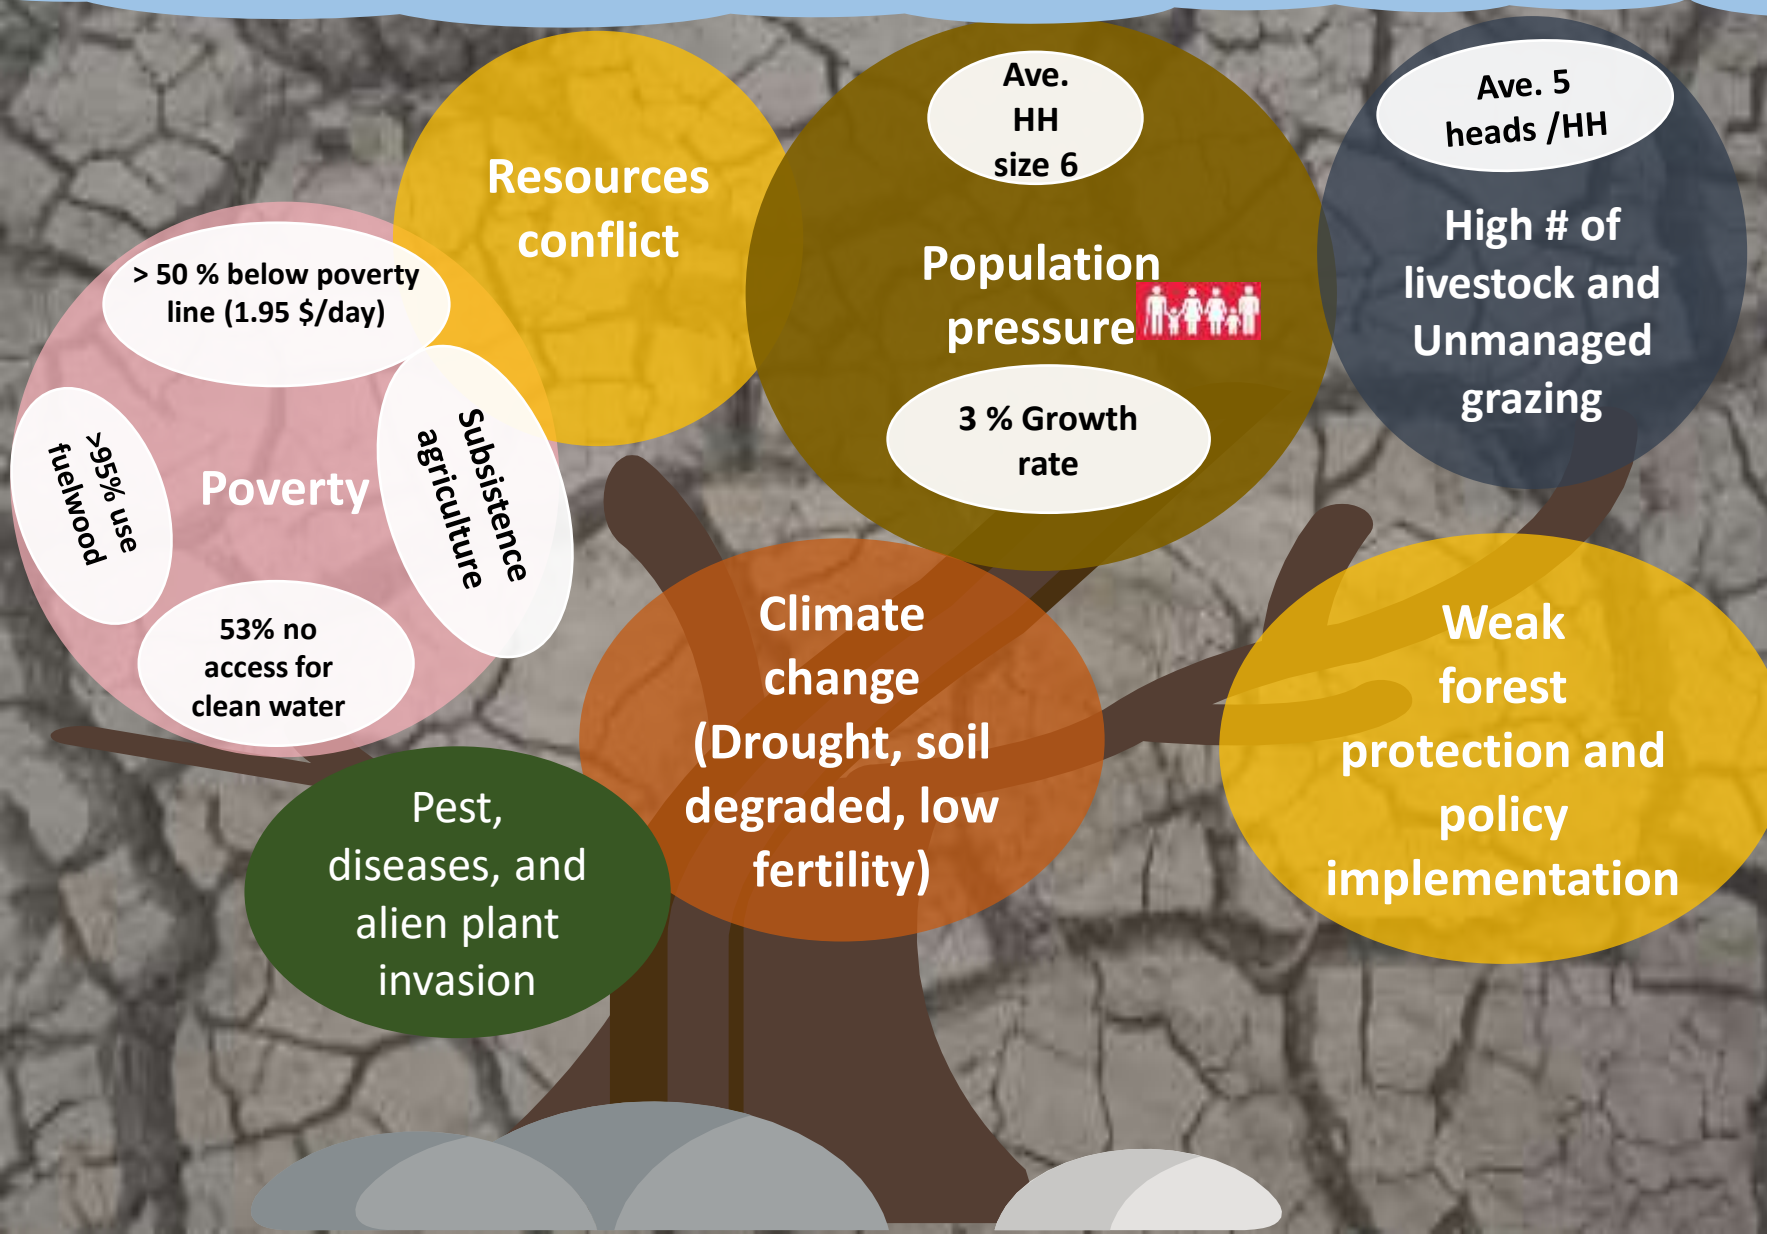 Resources
conflict
Ave.
HH
size 6
Population
pressure
3 % Growth
rate
Ave. 5
heads /HH
High # of
livestock and
Unmanaged
grazing
> 50 % below poverty
line (1.95 $/day)
>95% use
fuelwood
Poverty
Subsistence
agriculture
53% no
access for
clean water
Pest,
diseases, and
alien plant
invasion
Climate
change
(Drought, soil
degraded, low
fertility)
Weak
forest
protection and
policy
implementation